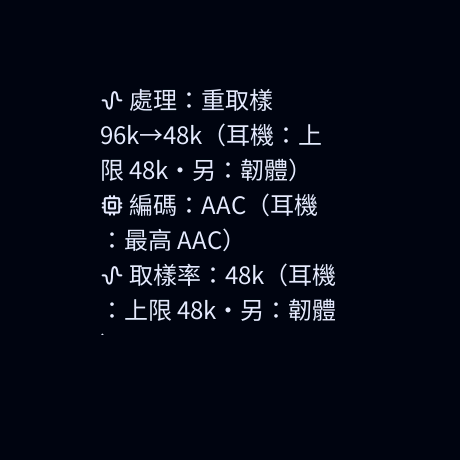 處理：重取樣
96k→48k（耳機：上
限 48k・另：韌體）
編碼：AAC（耳機
：最高 AAC）
取樣率：48k（耳機
：上限 48k・另：韌體